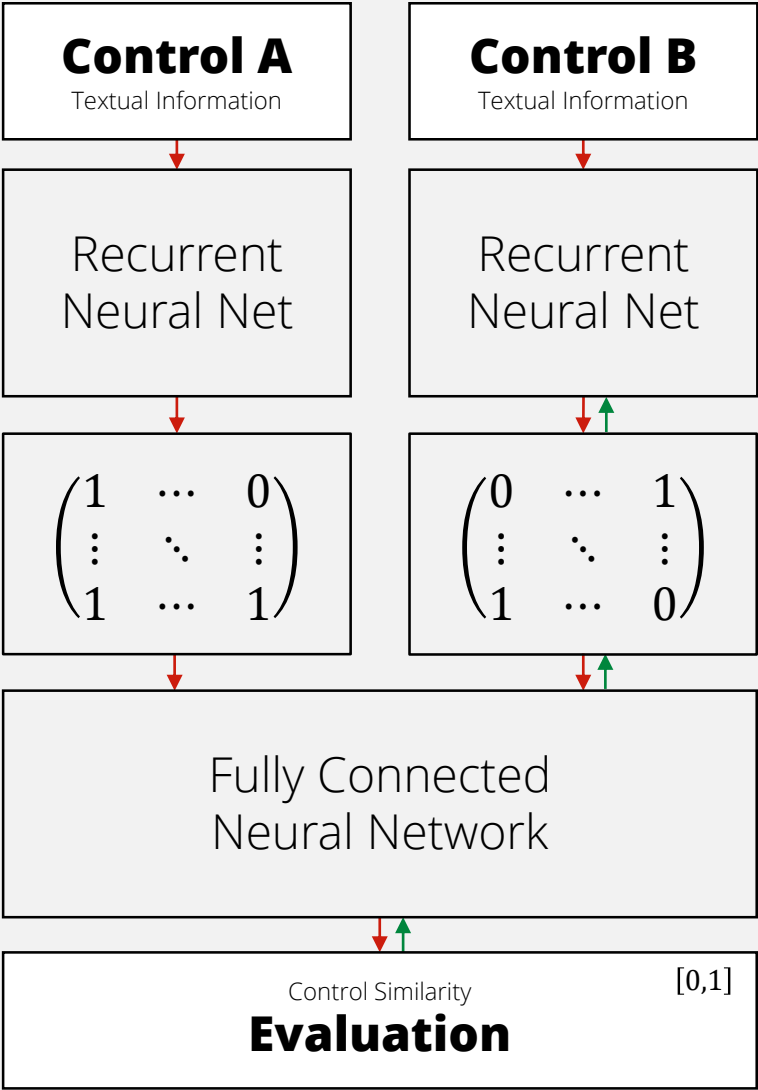 Control A
Textual Information
Control B
Textual Information
Recurrent
Neural Net
Recurrent
Neural Net
1 ⋯ 0
⋮ ⋱ ⋮
1 ⋯ 1
0 ⋯ 1
⋮ ⋱ ⋮
1 ⋯ 0
Fully Connected
Neural Network
[0,1]
Control Similarity
Evaluation